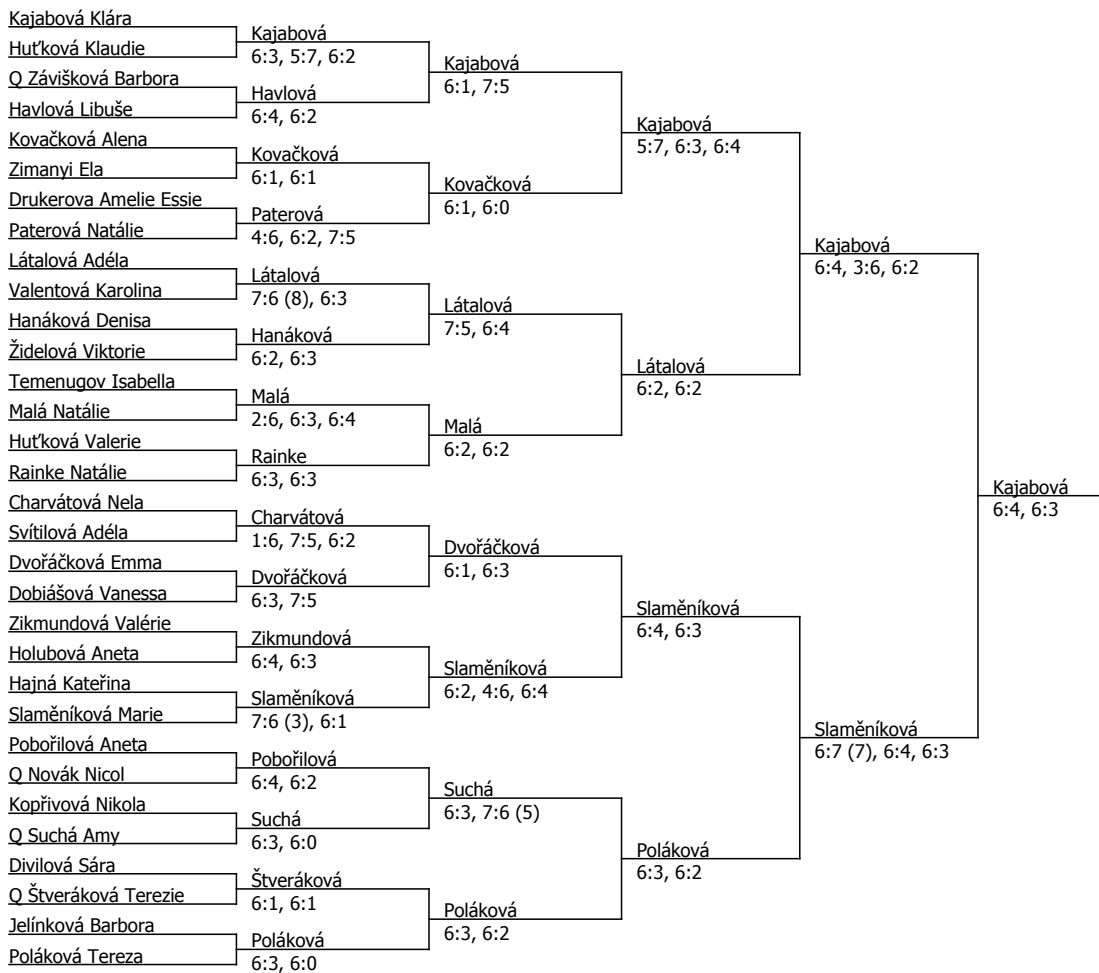 Kajabová Klára
Huťková Klaudie
Q Závišková Barbora
Havlová Libuše
Kovačková Alena
Zimanyi Ela
Drukerova Amelie Essie
Paterová Natálie
Látalová Adéla
Valentová Karolina
Hanáková Denisa
Židelová Viktorie
Temenugov Isabella
Malá Natálie
Huťková Valerie
Rainke Natálie
Charvátová Nela
Svítilová Adéla
Dvořáčková Emma
Dobiášová Vanessa
Zikmundová Valérie
Holubová Aneta
Hajná Kateřina
Slaměníková Marie
Pobořilová Aneta
Q Novák Nicol
Kopřivová Nikola
Q Suchá Amy
Divilová Sára
Q Štveráková Terezie
Jelínková Barbora
Poláková Tereza
Kajabová
6:3, 5:7, 6:2
Havlová
6:4, 6:2
Kovačková
6:1, 6:1
Paterová
4:6, 6:2, 7:5
Látalová
7:6 (8), 6:3
Hanáková
6:2, 6:3
Malá
2:6, 6:3, 6:4
Rainke
6:3, 6:3
Charvátová
1:6, 7:5, 6:2
Dvořáčková
6:3, 7:5
Zikmundová
6:4, 6:3
Slaměníková
7:6 (3), 6:1
Pobořilová
6:4, 6:2
Suchá
6:3, 6:0
Štveráková
6:1, 6:1
Poláková
6:3, 6:0
Kajabová
6:1, 7:5
Kovačková
6:1, 6:0
Látalová
7:5, 6:4
Malá
6:2, 6:2
Dvořáčková
6:1, 6:3
Slaměníková
6:2, 4:6, 6:4
Suchá
6:3, 7:6 (5)
Poláková
6:3, 6:2
Kajabová
5:7, 6:3, 6:4
Látalová
6:2, 6:2
Slaměníková
6:4, 6:3
Poláková
6:3, 6:2
Kajabová
6:4, 3:6, 6:2
Slaměníková
6:7 (7), 6:4, 6:3
Kajabová
6:4, 6:3